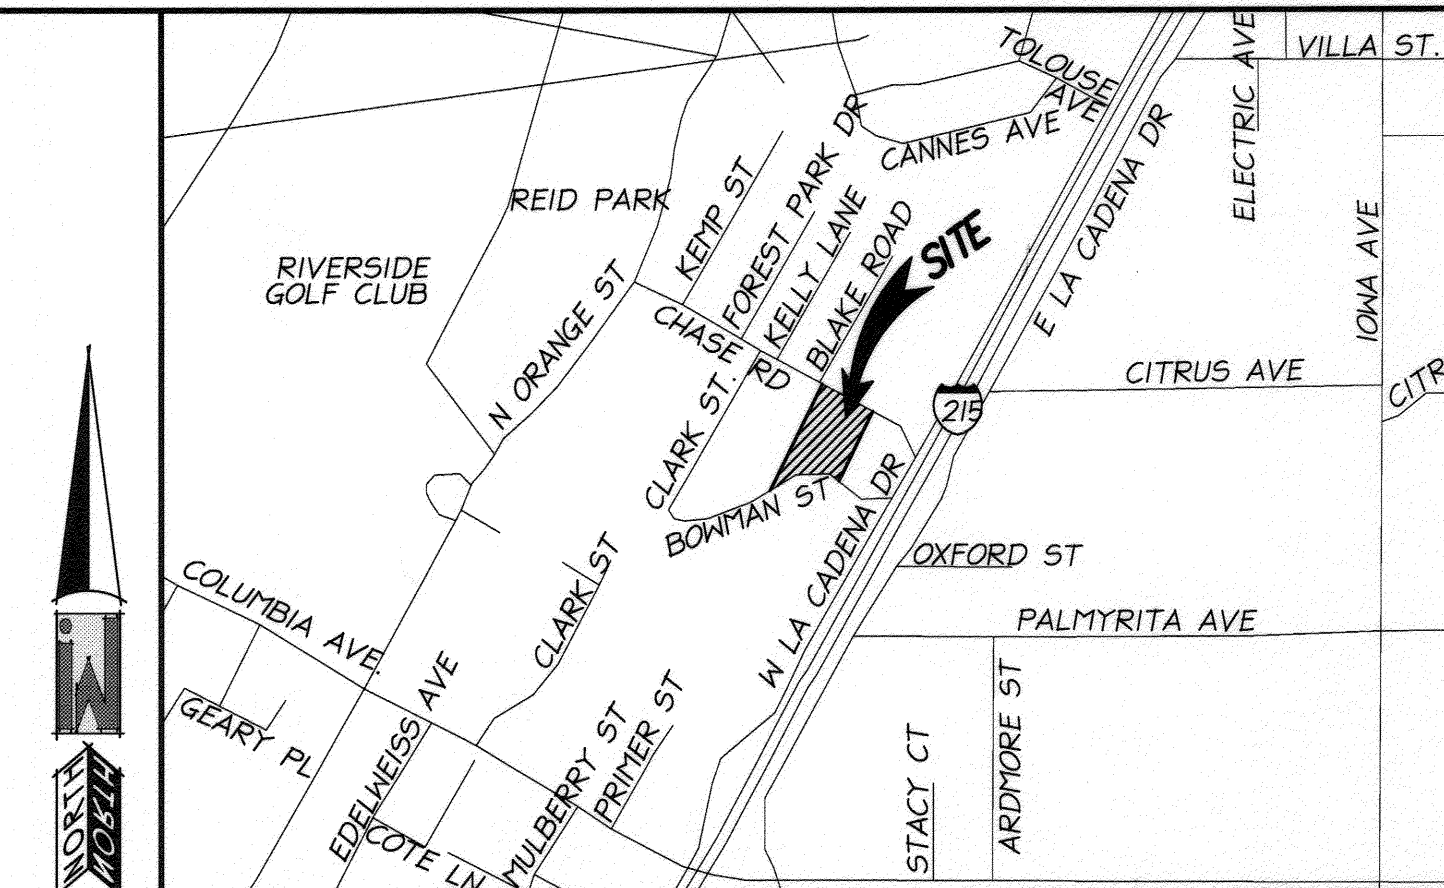 TOLOUSE
AVE
ELECTRIC AVE
VILLA ST.
CANNES AVE
E LA CADENA DR
REID PARK
KEMP ST
FOREST PARK DR
KELLY LANE
BLAKE ROAD
SITE
IOWA AVE
RIVERSIDE
GOLF CLUB
N ORANGE ST
CHASE RD
CITRUS AVE
CITR
215
CLARK ST.
BOWMAN ST
W LA CADENA DR
OXFORD ST
COLUMBIA AVE.
CLARK ST
PALMYRITA AVE
GEARY PL
EDELWEISS AVE
MULBERRY ST
PRIMER ST
STACY CT
ARDMORE ST
COTE LN
NORTH
NORTH